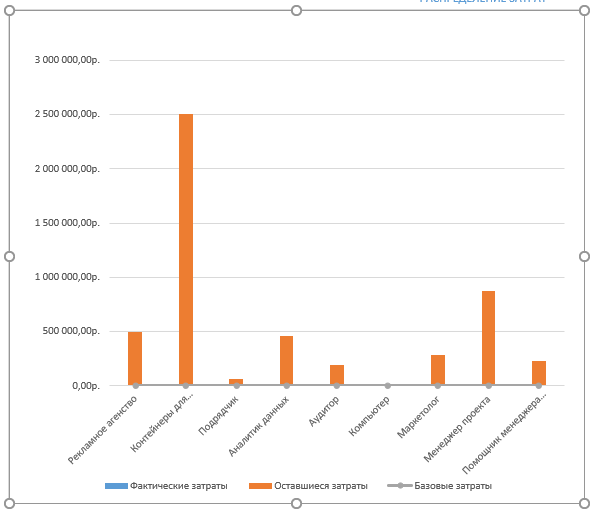 РАСПРЕДЕЛЕНИЕ ЗАТРАТ
3 000 000,00р.
2 500 000,00р.
2 000 000,00р.
1 500 000,00р.
1 000 000,00р.
500 000,00р.
0,00р.
Рекламное агенство
Контейнеры для…
Подрядчик
Аналитик данных
Аудитор
Компьютер
Маркетолог
Менеджер проекта
Помощник менеджера…
Фактические затраты
Оставшиеся затраты
Базовые затраты